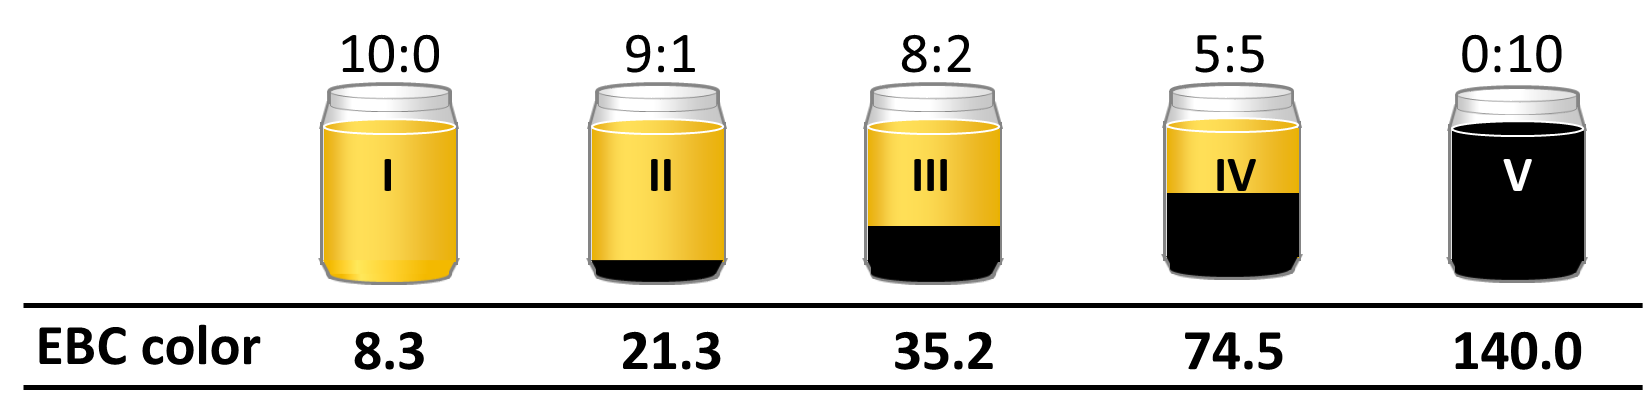 10:0 9:1 8:2 5:5 0:10
I II III IV V
EBC color 8.3 21.3 35.2 74.5 140.0